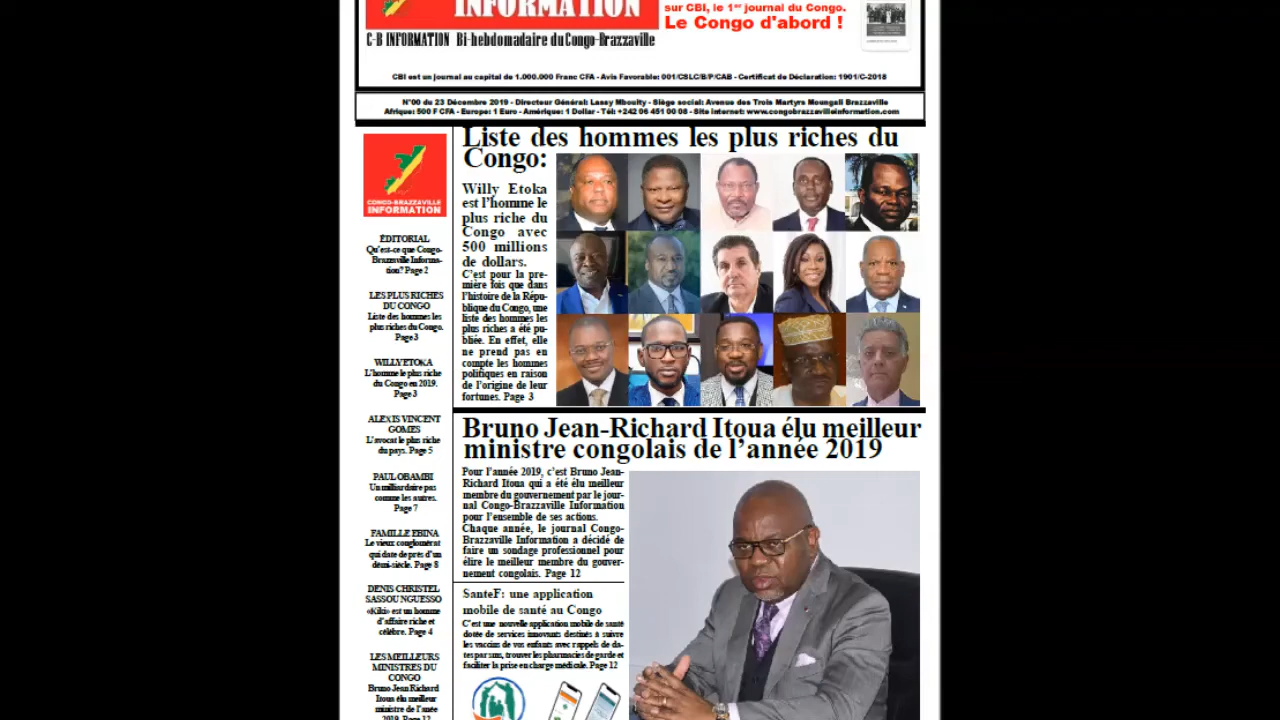 INFORMATION
sur CBI, le 1er journal du Congo.
Le Congo d'abord !
C-B INFORMATION Bi-hebdomadaire du Congo-Brazzaville
CBI est un journal au capital de 1.000.000 Franc CFA - Avis Favorable: 001/CSLC/B/P/CAB - Certificat de Déclaration: 1901/C-2018
N°00 du 23 Décembre 2019 - Directeur Général: Lassy Mbouity - Siège social: Avenue des Trois Martyrs Moungali Brazzaville
Afrique: 500 F CFA - Europe: 1 Euro - Amérique: 1 Dollar - Tél: +242 06 451 00 08 - Site internet: www.congobrazzavilleinformation.com
CONGO-BRAZZAVILLE
INFORMATION
ÉDITORIAL
Qu'est-ce que Congo-
Brazzaville Informa-
tion? Page 2
LES PLUS RICHES
DU CONGO
Liste des hommes les
plus riches du Congo.
Page 3
WILLY ETOKA
L'homme le plus riche
du Congo en 2019.
Page 3
ALEXIS VINCENT
GOMES
L'avocat le plus riche
du pays. Page 5
PAUL OBAMBI
Un milliardaire pas
comme les autres.
Page 7
FAMILLE EBINA
Le vieux conglomérat
qui date de près d'un
demi-siècle. Page 8
DENIS CHRISTEL
SASSOU NGUESSO
«Kiki» est un homme
d'affaire riche et
célèbre. Page 4
LES MEILLEURS
MINISTRES DU
CONGO
Bruno Jean Richard
Itoua élu meilleur
ministre de l'anée
2019. Page 12
Liste des hommes les plus riches du
Congo:
Willy Etoka
est l'homme le
plus riche du
Congo avec
500 millions
de dollars.
C'est pour la pre-
mière fois que dans
l'histoire de la Répu-
blique du Congo, une
liste des hommes les
plus riches a été pu-
bliée. En effet, elle
ne prend pas en
compte les hommes
politiques en raison
de l'origine de leur
fortunes. Page 3
Bruno Jean-Richard Itoua élu meilleur
ministre congolais de l'année 2019
Pour l'année 2019, c'est Bruno Jean-
Richard Itoua qui a été élu meilleur
membre du gouvernement par le jour-
nal Congo-Brazzaville Information
pour l'ensemble de ses actions.
Chaque année, le journal Congo-
Brazzaville Information a décidé de
faire un sondage professionnel pour
élire le meilleur membre du gouver-
nement congolais. Page 12
SanteF: une application
mobile de santé au Congo
C'est une nouvelle application mobile de santé
dotée de services innovants destinés à suivre
les vaccins de vos enfants avec rappels de da-
tes par sms, trouver les pharmacies de garde et
faciliter la prise en charge médicale. Page 12